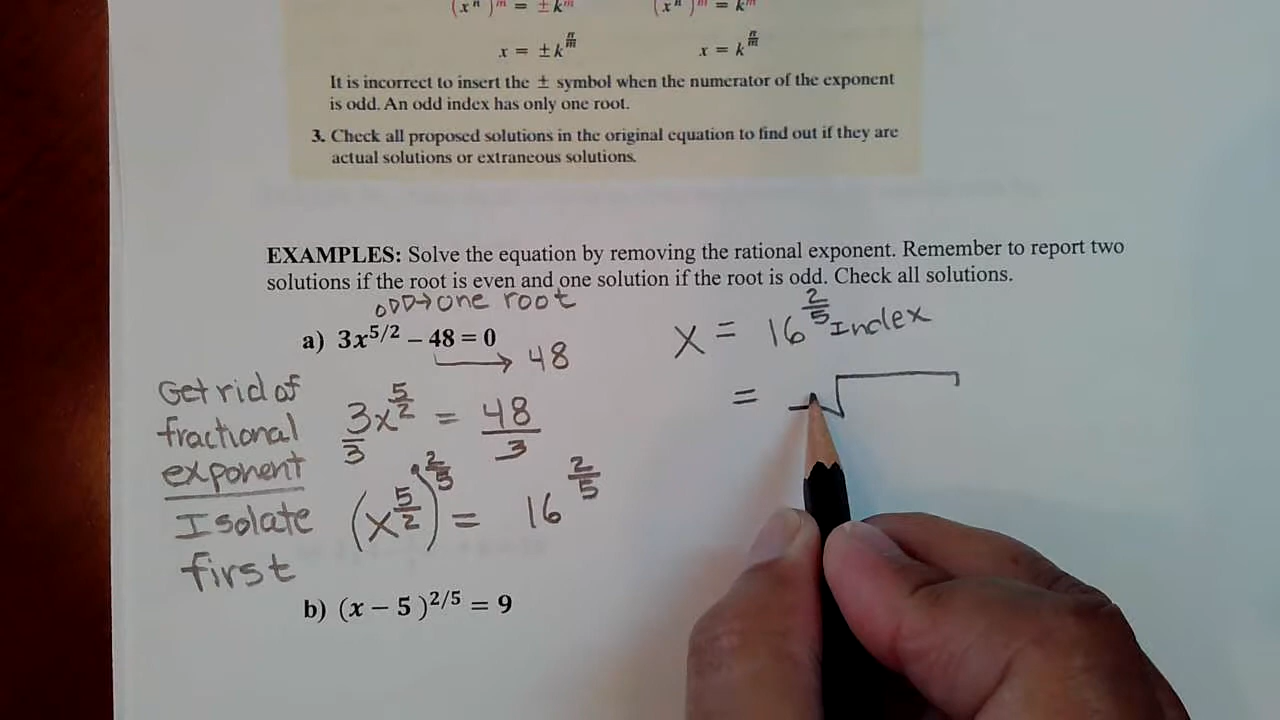 (xⁿ)ᵐ = ±kᵐ (xⁿ)ᵐ = kᵐ
x = ±k^(n/m) x = k^(n/m)
It is incorrect to insert the ± symbol when the numerator of the exponent
is odd. An odd index has only one root.
3. Check all proposed solutions in the original equation to find out if they are
actual solutions or extraneous solutions.
EXAMPLES: Solve the equation by removing the rational exponent. Remember to report two
solutions if the root is even and one solution if the root is odd. Check all solutions.
ODD→one root
a) 3x^(5/2) – 48 = 0
→ 48
Get rid of
fractional
exponent
Isolate
first
3x^(5/2) / 3 = 48 / 3
(x^(5/2))^(2/5) = 16^(2/5)
x = 16^(2/5) Index
= √
b) (x – 5 )^(2/5) = 9